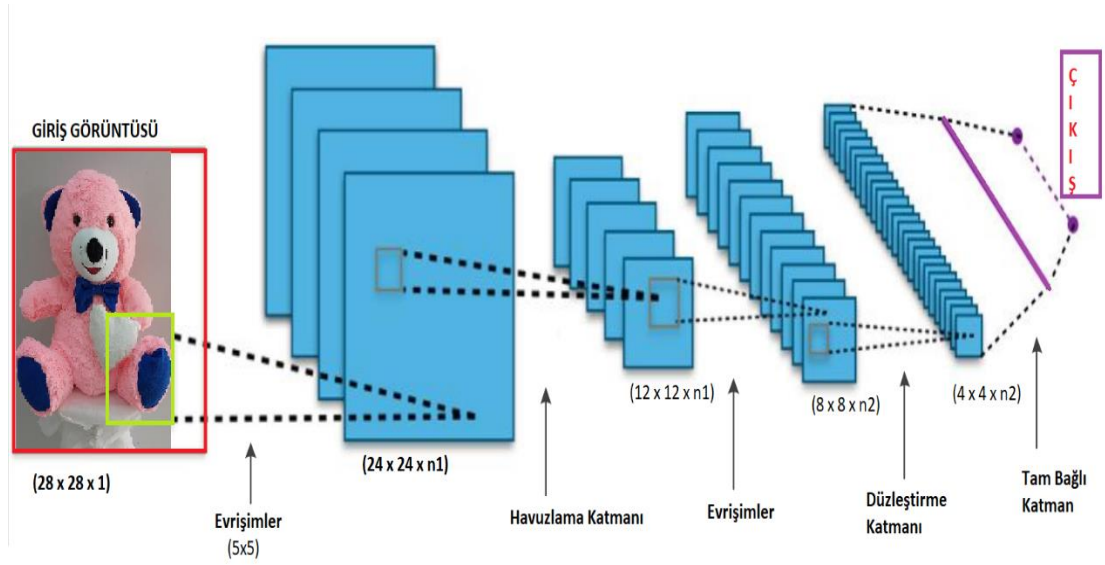 GİRİŞ GÖRÜNTÜSÜ
(28 x 28 x 1)
Evrişimler
(5x5)
(24 x 24 x n1)
Havuzlama Katmanı
(12 x 12 x n1)
Evrişimler
(8 x 8 x n2)
Düzleştirme
Katmanı
(4 x 4 x n2)
Tam Bağlı
Katman
Ç
I
K
I
Ş